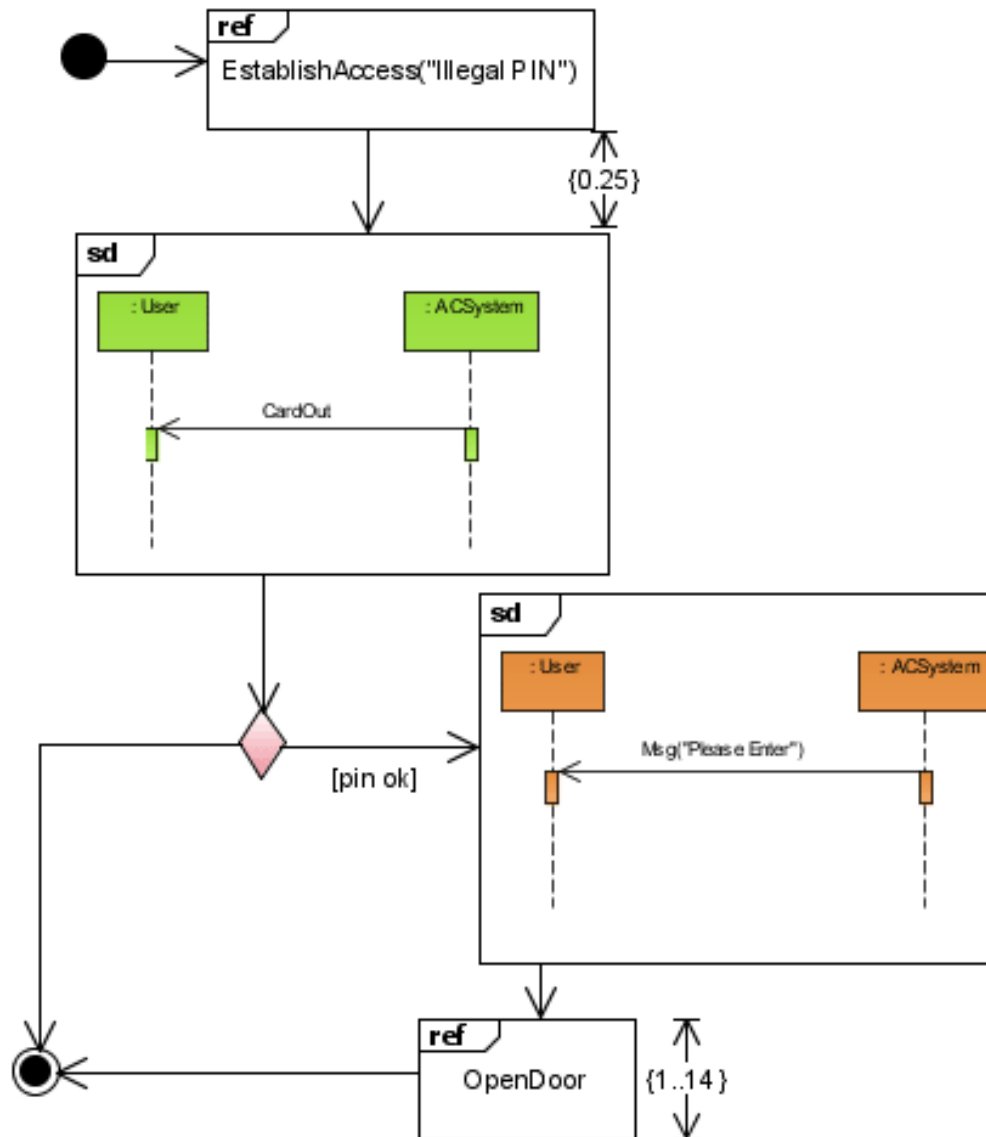 ref
EstablishAccess("Illegal PIN")
{0.25}
sd
: User
: ACSystem
CardOut
sd
: User
: ACSystem
Msg("Please Enter")
[pin ok]
ref
OpenDoor
{1..14 }